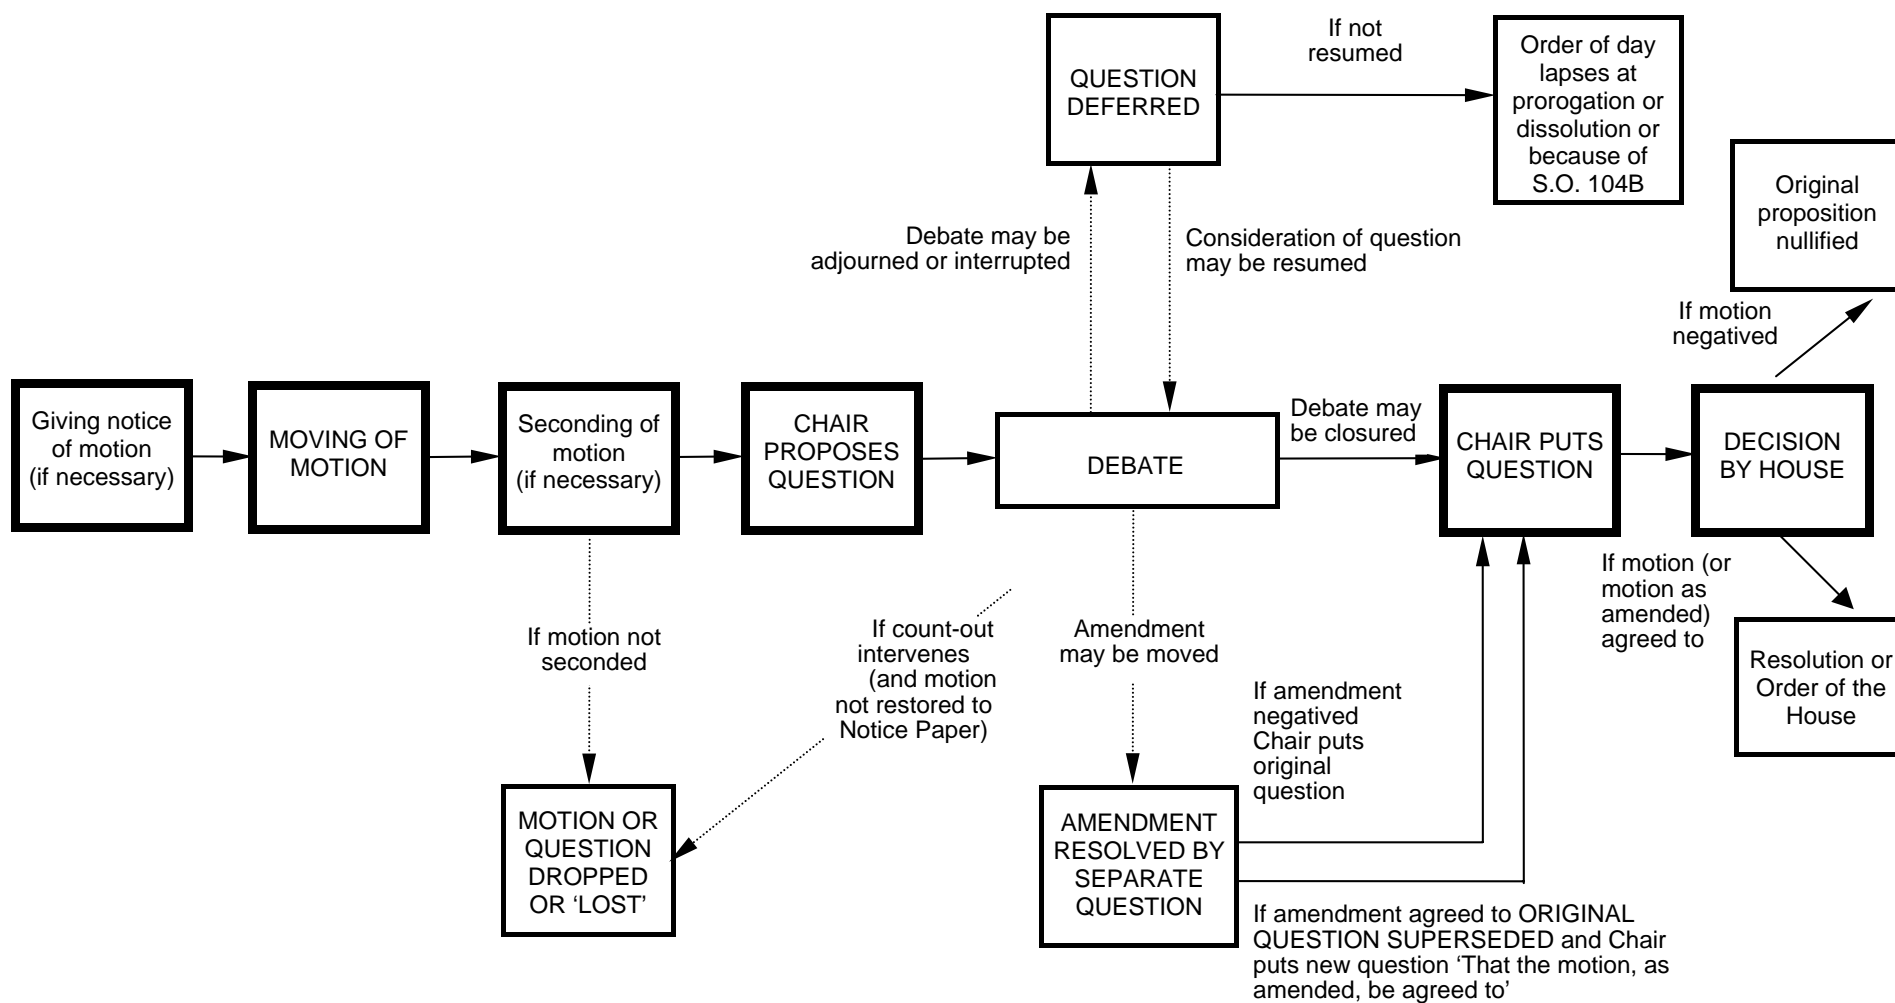 If not
resumed
Order of day
lapses at
prorogation or
dissolution or
because of
S.O. 104B
QUESTION
DEFERRED
Original
proposition
nullified
Debate may be
adjourned or interrupted
Consideration of question
may be resumed
If motion
negatived
Giving notice
of motion
(if necessary)
MOVING OF
MOTION
Seconding of
motion
(if necessary)
CHAIR
PROPOSES
QUESTION
DEBATE
Debate may
be closured
CHAIR PUTS
QUESTION
DECISION
BY HOUSE
If motion (or
motion as
amended)
agreed to
If motion not
seconded
If count-out
intervenes
(and motion
not restored to
Notice Paper)
Amendment
may be moved
Resolution or
Order of the
House
If amendment
negatived
Chair puts
original
question
MOTION OR
QUESTION
DROPPED
OR ‘LOST’
AMENDMENT
RESOLVED BY
SEPARATE
QUESTION
If amendment agreed to ORIGINAL
QUESTION SUPERSEDED and Chair
puts new question ‘That the motion, as
amended, be agreed to’